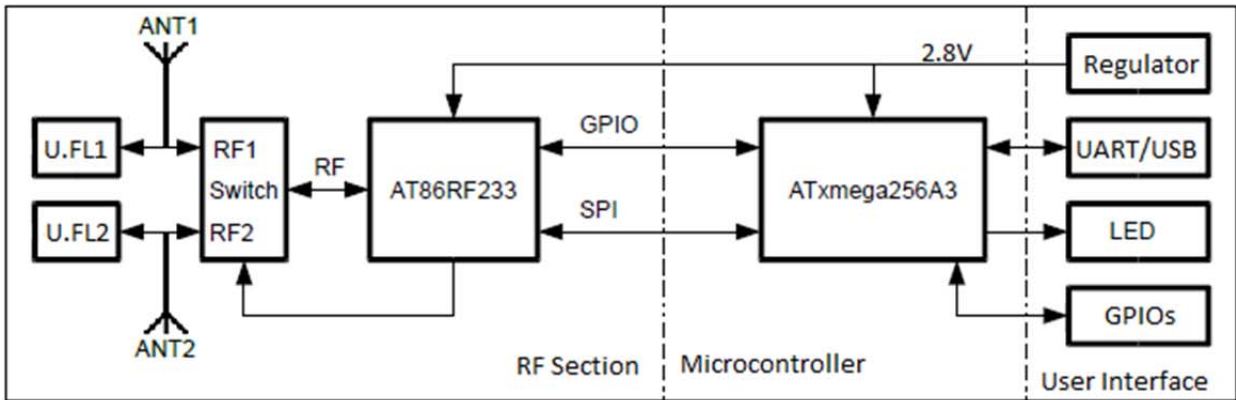 ANT1
2.8V
Regulator
GPIO
U.FL1
RF1
RF
UART/USB
Switch
AT86RF233
ATxmega256A3
SPI
U.FL2
RF2
LED
GPIOs
ANT2
RF Section
Microcontroller
User Interface